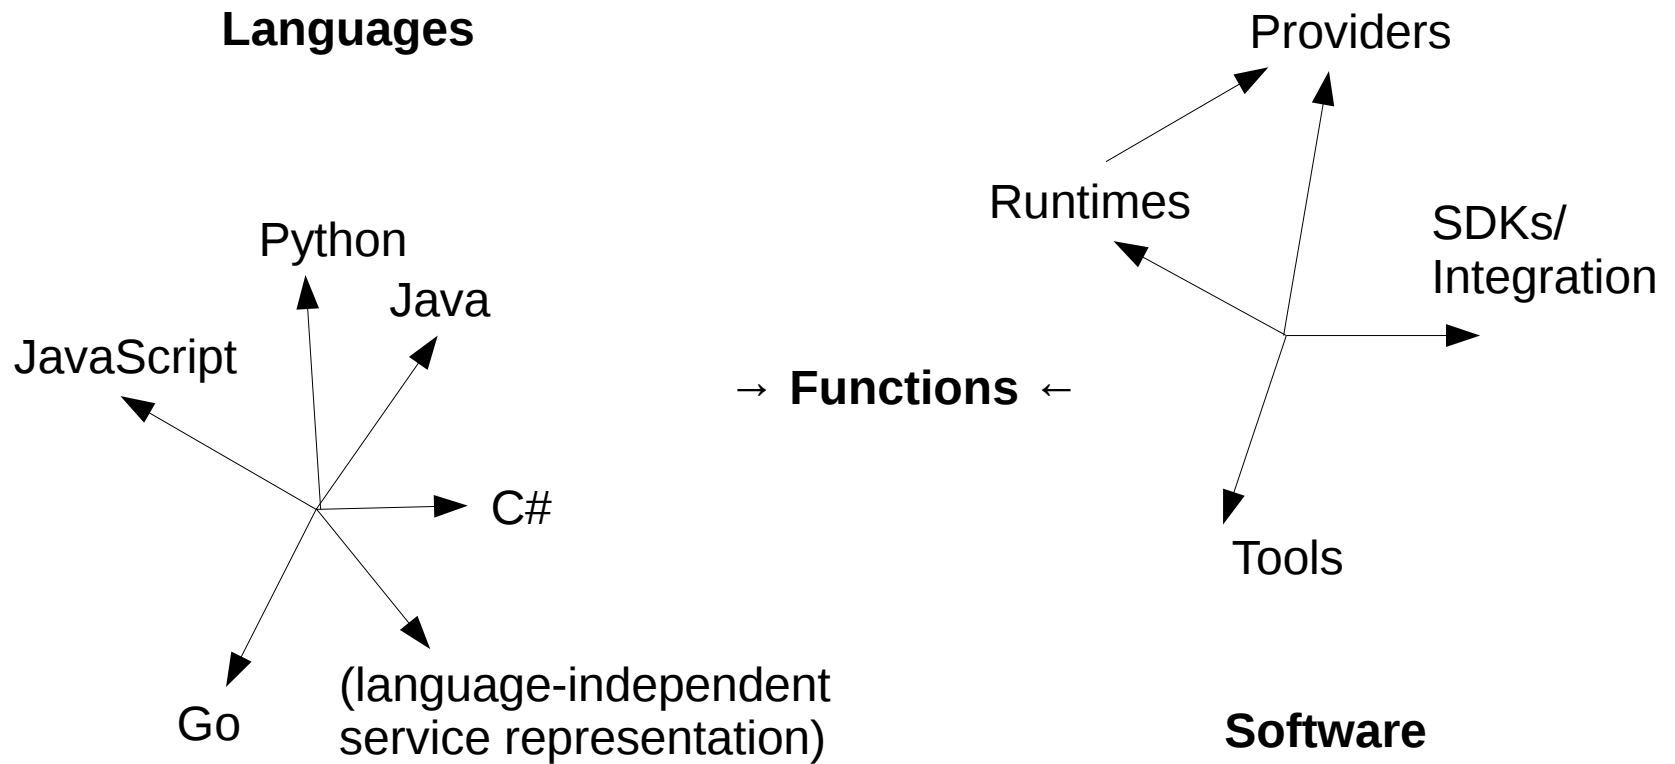 Languages
Python
Java
JavaScript
C#
Go
(language-independent
service representation)
→ Functions ←
Providers
Runtimes
SDKs/
Integration
Tools
Software